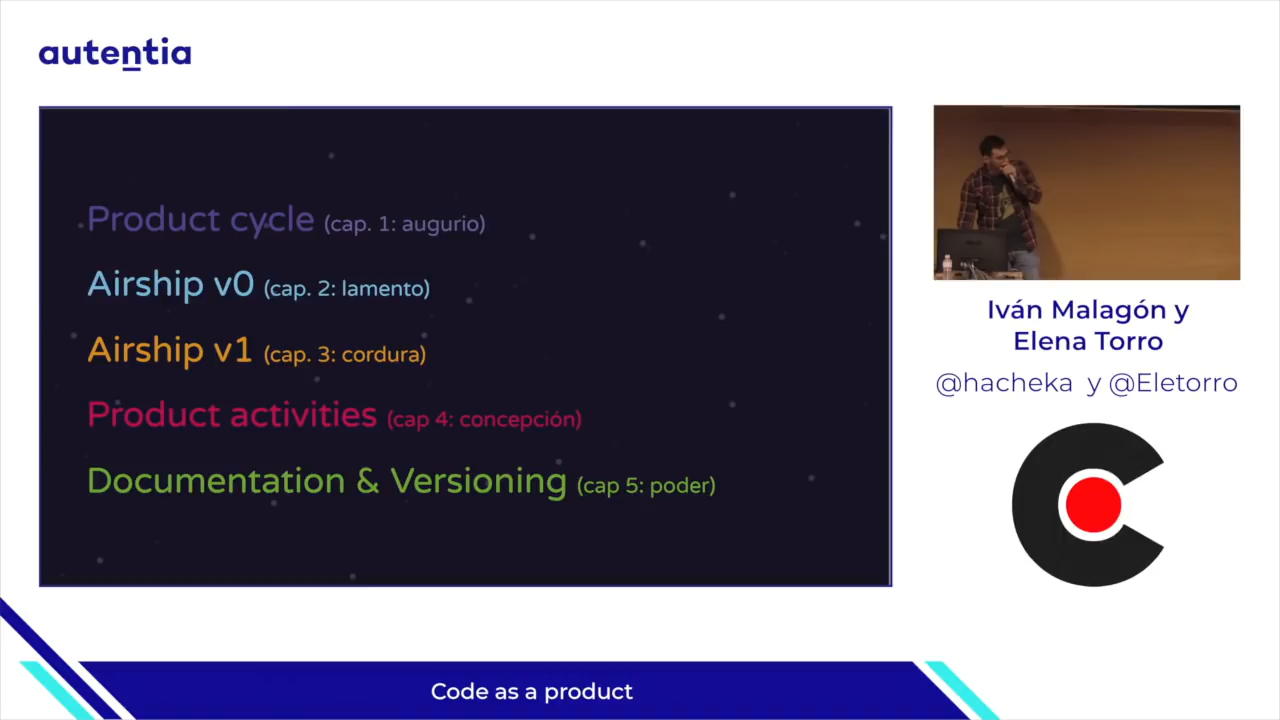 autentia
Product cycle (cap. 1: augurio)
Airship v0 (cap. 2: lamento)
Airship v1 (cap. 3: cordura)
Product activities (cap 4: concepción)
Documentation & Versioning (cap 5: poder)
Iván Malagón y
Elena Torro
@hacheka y @Eletorro
Code as a product